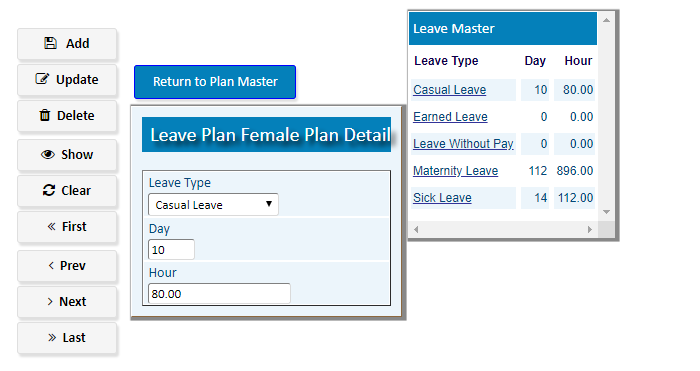 Add
Update
Delete
Show
Clear
First
Prev
Next
Last
Return to Plan Master
Leave Plan Female Plan Detail
Leave Type
Casual Leave
Day
10
Hour
80.00
Leave Master
Leave Type Day Hour
Casual Leave 10 80.00
Earned Leave 0 0.00
Leave Without Pay 0 0.00
Maternity Leave 112 896.00
Sick Leave 14 112.00